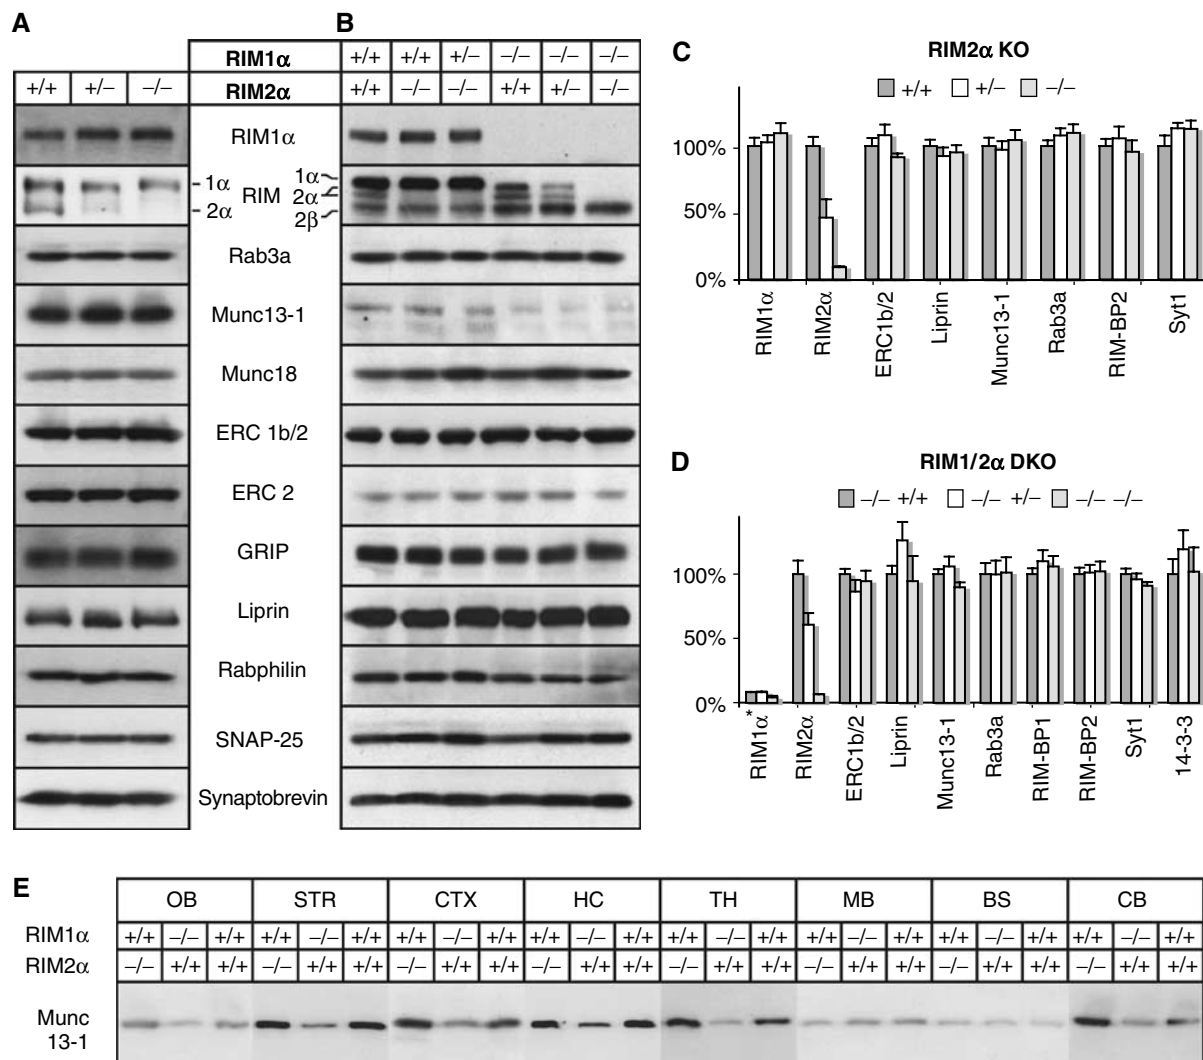 A
B
RIM1α +/+ +/+ +/− −/− −/− −/−
+/+ +/− −/− RIM2α +/+ −/− −/− +/+ +/− −/−
RIM1α
1α RIM 1α
2α 2α
2β
Rab3a
Munc13-1
Munc18
ERC 1b/2
ERC 2
GRIP
Liprin
Rabphilin
SNAP-25
Synaptobrevin
C
RIM2α KO
+/+ +/− −/−
100%
50%
0%
RIM1α RIM2α ERC1b/2 Liprin Munc13-1 Rab3a RIM-BP2 Syt1
D
RIM1/2α DKO
−/− +/+ −/− +/− −/− −/−
100%
50%
0%
*
RIM1α RIM2α ERC1b/2 Liprin Munc13-1 Rab3a RIM-BP1 RIM-BP2 Syt1 14-3-3
E
OB STR CTX HC TH MB BS CB
RIM1α +/+ −/− +/+ +/+ −/− +/+ +/+ −/− +/+ +/+ −/− +/+ +/+ −/− +/+ +/+ −/− +/+ +/+ −/− +/+ +/+ −/− +/+
RIM2α −/− +/+ +/+ −/− +/+ +/+ −/− +/+ +/+ −/− +/+ +/+ −/− +/+ +/+ −/− +/+ +/+ −/− +/+ +/+ −/− +/+ +/+
Munc
13-1